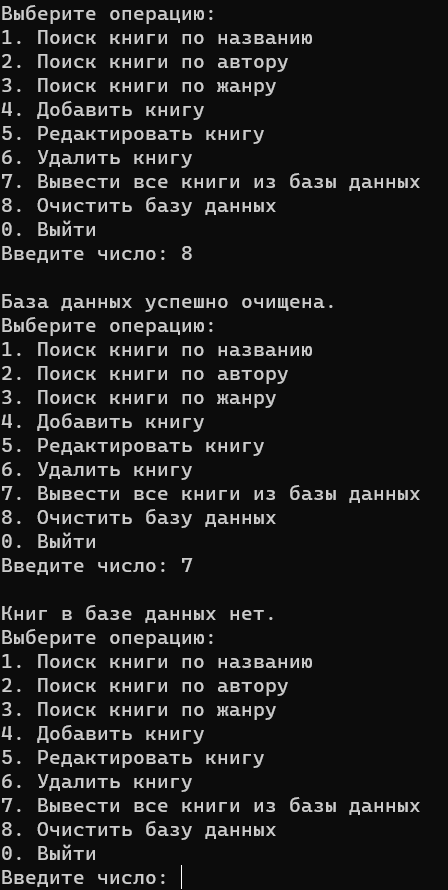 Выберите операцию:
1. Поиск книги по названию
2. Поиск книги по автору
3. Поиск книги по жанру
4. Добавить книгу
5. Редактировать книгу
6. Удалить книгу
7. Вывести все книги из базы данных
8. Очистить базу данных
0. Выйти
Введите число: 8
База данных успешно очищена.
Выберите операцию:
1. Поиск книги по названию
2. Поиск книги по автору
3. Поиск книги по жанру
4. Добавить книгу
5. Редактировать книгу
6. Удалить книгу
7. Вывести все книги из базы данных
8. Очистить базу данных
0. Выйти
Введите число: 7
Книг в базе данных нет.
Выберите операцию:
1. Поиск книги по названию
2. Поиск книги по автору
3. Поиск книги по жанру
4. Добавить книгу
5. Редактировать книгу
6. Удалить книгу
7. Вывести все книги из базы данных
8. Очистить базу данных
0. Выйти
Введите число: